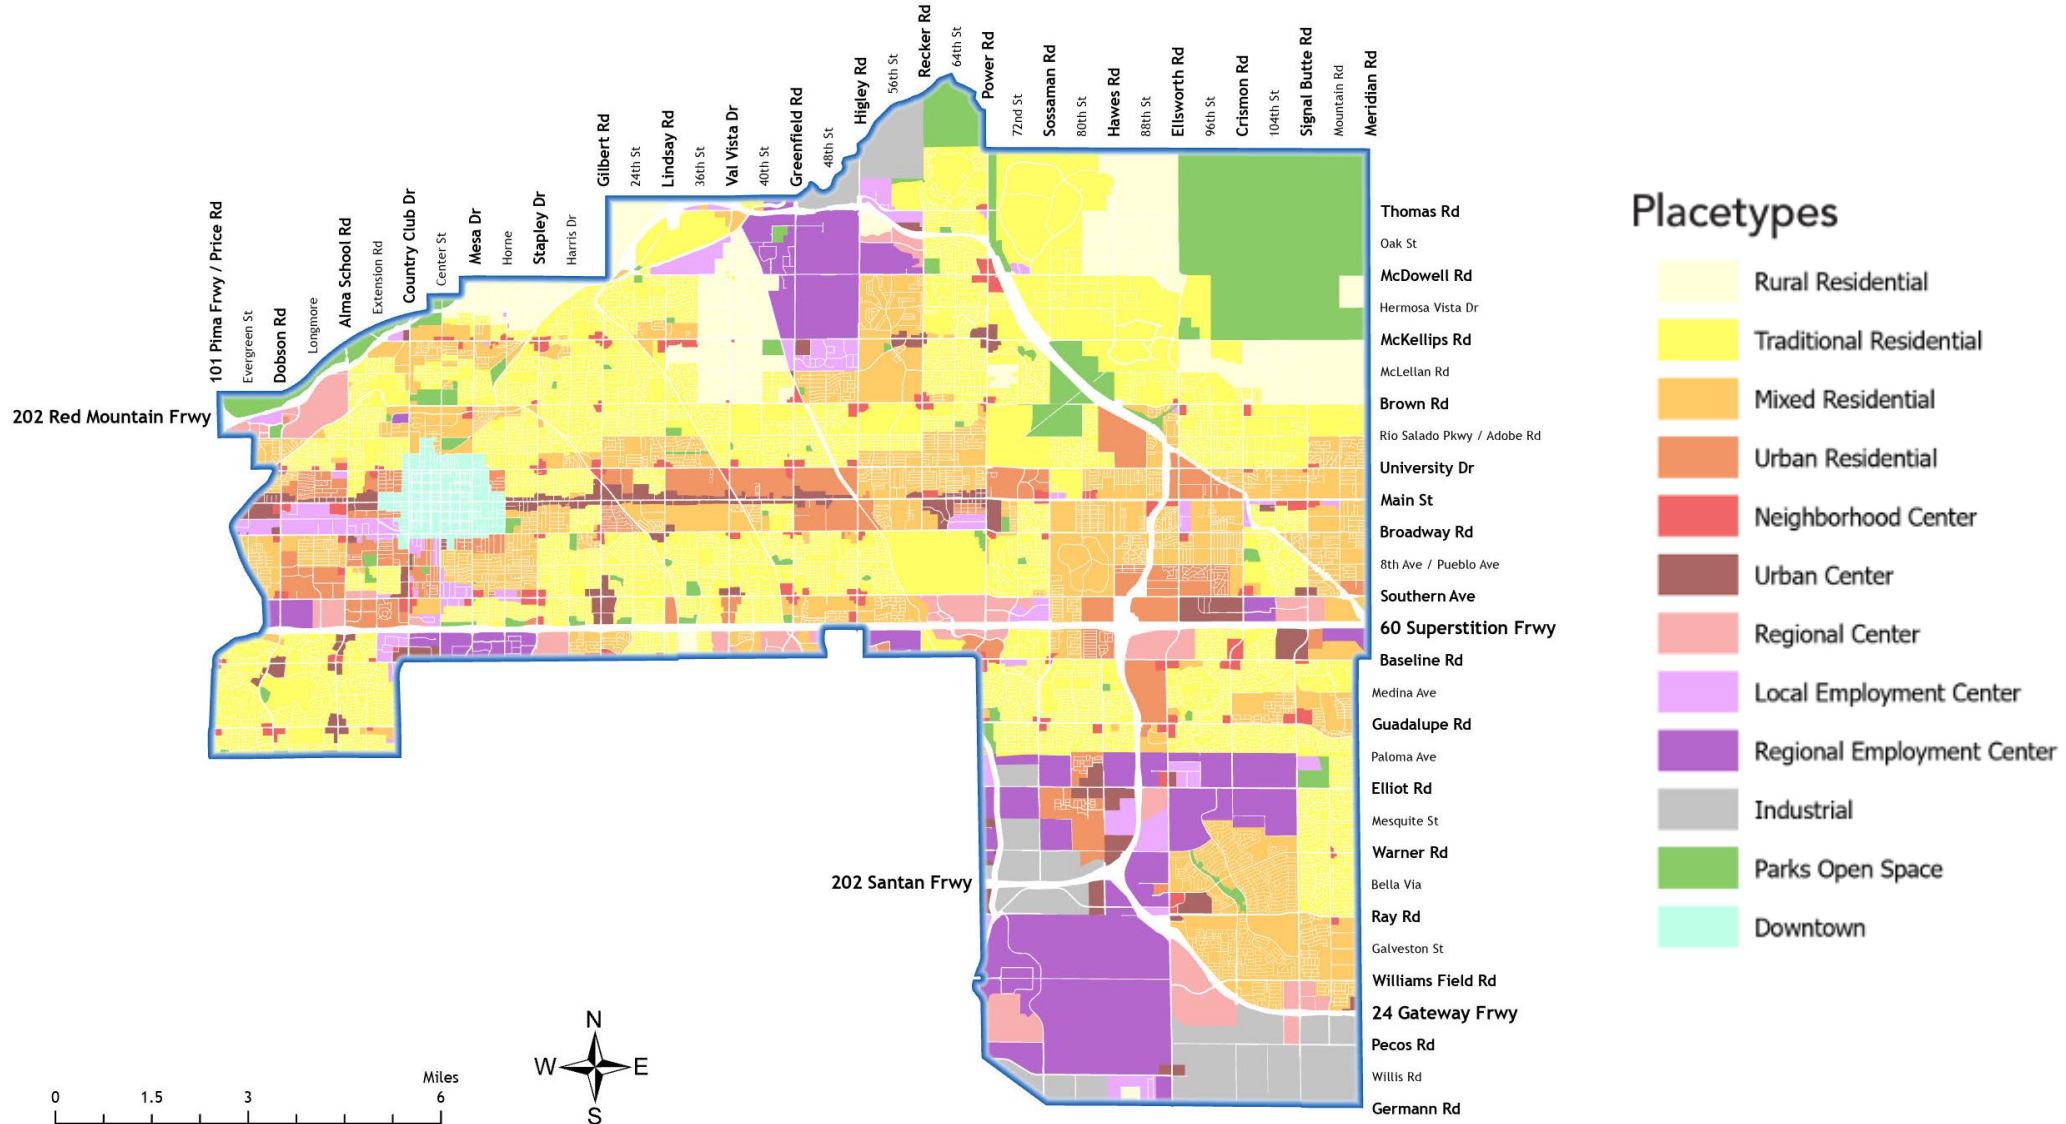 101 Pima Frwy / Price Rd
Evergreen St
Dobson Rd
Longmore
Alma School Rd
Extension Rd
Country Club Dr
Center St
Mesa Dr
Horne
Stapley Dr
Harris Dr
Gilbert Rd
24th St
Lindsay Rd
36th St
Val Vista Dr
40th St
Greenfield Rd
48th St
Higley Rd
56th St
Recker Rd
64th St
Power Rd
72nd St
Sossaman Rd
80th St
Hawes Rd
88th St
Ellsworth Rd
96th St
Crismon Rd
104th St
Signal Butte Rd
Mountain Rd
Meridian Rd
Thomas Rd
Oak St
McDowell Rd
Hermosa Vista Dr
McKellips Rd
McLellan Rd
Brown Rd
Rio Salado Pkwy / Adobe Rd
University Dr
Main St
Broadway Rd
8th Ave / Pueblo Ave
Southern Ave
60 Superstition Frwy
Baseline Rd
Medina Ave
Guadalupe Rd
Paloma Ave
Elliot Rd
Mesquite St
Warner Rd
Bella Via
Ray Rd
Galveston St
Williams Field Rd
24 Gateway Frwy
Pecos Rd
Willis Rd
Germann Rd
202 Red Mountain Frwy
202 Santan Frwy
Placetypes
Rural Residential
Traditional Residential
Mixed Residential
Urban Residential
Neighborhood Center
Urban Center
Regional Center
Local Employment Center
Regional Employment Center
Industrial
Parks Open Space
Downtown
N
W E
S
Miles
0 1.5 3 6